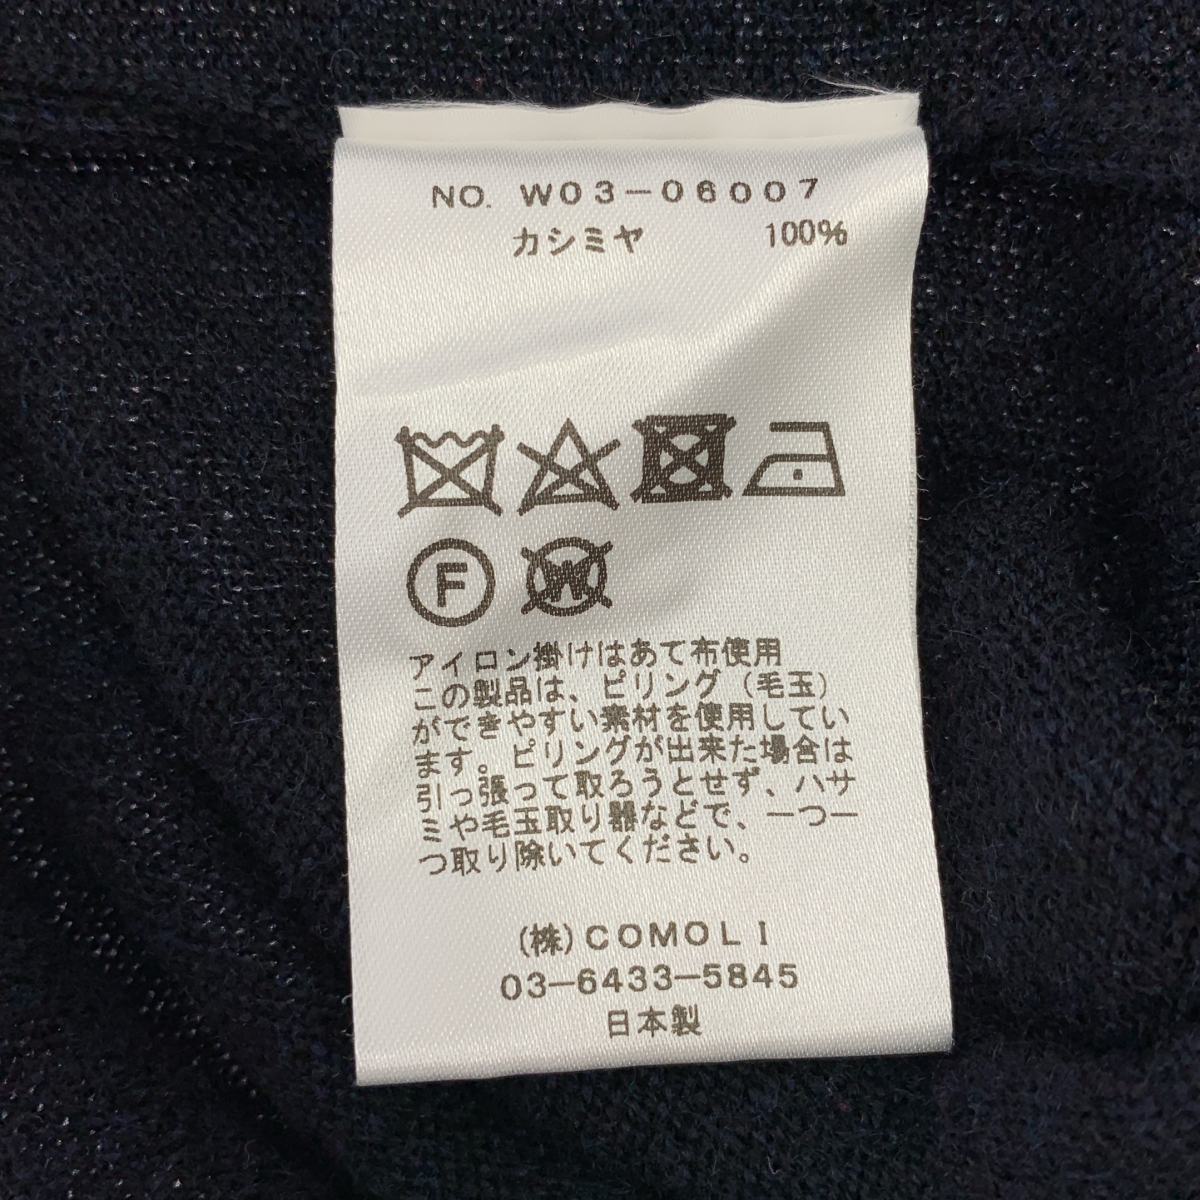 NO. W03-06007
カシミヤ 100%
F
W
アイロン掛けはあて布使用
この製品は、ピリング(毛玉)
ができやすい素材を使用してい
ます。ピリングが出来た場合は
引っ張って取ろうとせず、ハサ
ミや毛玉取り器などで、一つ一
つ取り除いてください。
(株)COMOLI
03-6433-5845
日本製